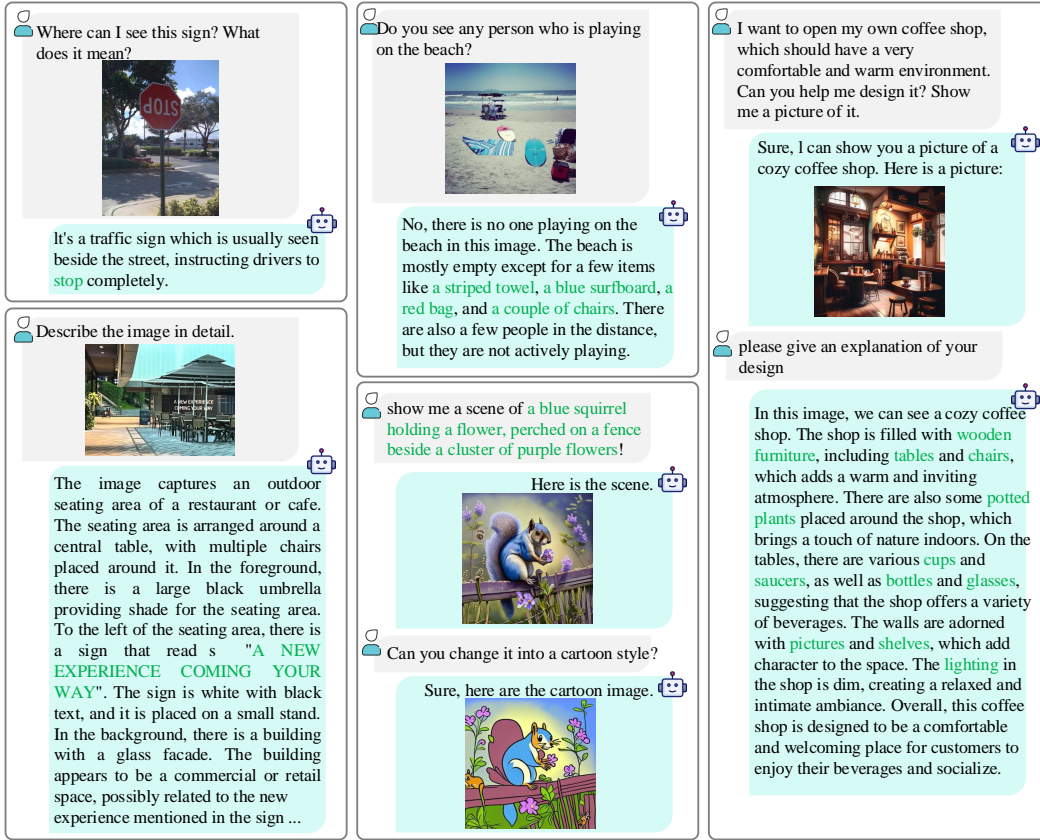 Where can I see this sign? What
does it mean?
STOP
It's a traffic sign which is usually seen
beside the street, instructing drivers to
stop completely.
Describe the image in detail.
A NEW EXPERIENCE
COMING YOUR WAY
The image captures an outdoor
seating area of a restaurant or cafe.
The seating area is arranged around a
central table, with multiple chairs
placed around it. In the foreground,
there is a large black umbrella
providing shade for the seating area.
To the left of the seating area, there is
a sign that read s "A NEW
EXPERIENCE COMING YOUR
WAY". The sign is white with black
text, and it is placed on a small stand.
In the background, there is a building
with a glass facade. The building
appears to be a commercial or retail
space, possibly related to the new
experience mentioned in the sign ...
Do you see any person who is playing
on the beach?
No, there is no one playing on the
beach in this image. The beach is
mostly empty except for a few items
like a striped towel, a blue surfboard, a
red bag, and a couple of chairs. There
are also a few people in the distance,
but they are not actively playing.
show me a scene of a blue squirrel
holding a flower, perched on a fence
beside a cluster of purple flowers!
Here is the scene.
Can you change it into a cartoon style?
Sure, here are the cartoon image.
I want to open my own coffee shop,
which should have a very
comfortable and warm environment.
Can you help me design it? Show
me a picture of it.
Sure, I can show you a picture of a
cozy coffee shop. Here is a picture:
please give an explanation of your
design
In this image, we can see a cozy coffee
shop. The shop is filled with wooden
furniture, including tables and chairs,
which adds a warm and inviting
atmosphere. There are also some potted
plants placed around the shop, which
brings a touch of nature indoors. On the
tables, there are various cups and
saucers, as well as bottles and glasses,
suggesting that the shop offers a variety
of beverages. The walls are adorned
with pictures and shelves, which add
character to the space. The lighting in
the shop is dim, creating a relaxed and
intimate ambiance. Overall, this coffee
shop is designed to be a comfortable
and welcoming place for customers to
enjoy their beverages and socialize.